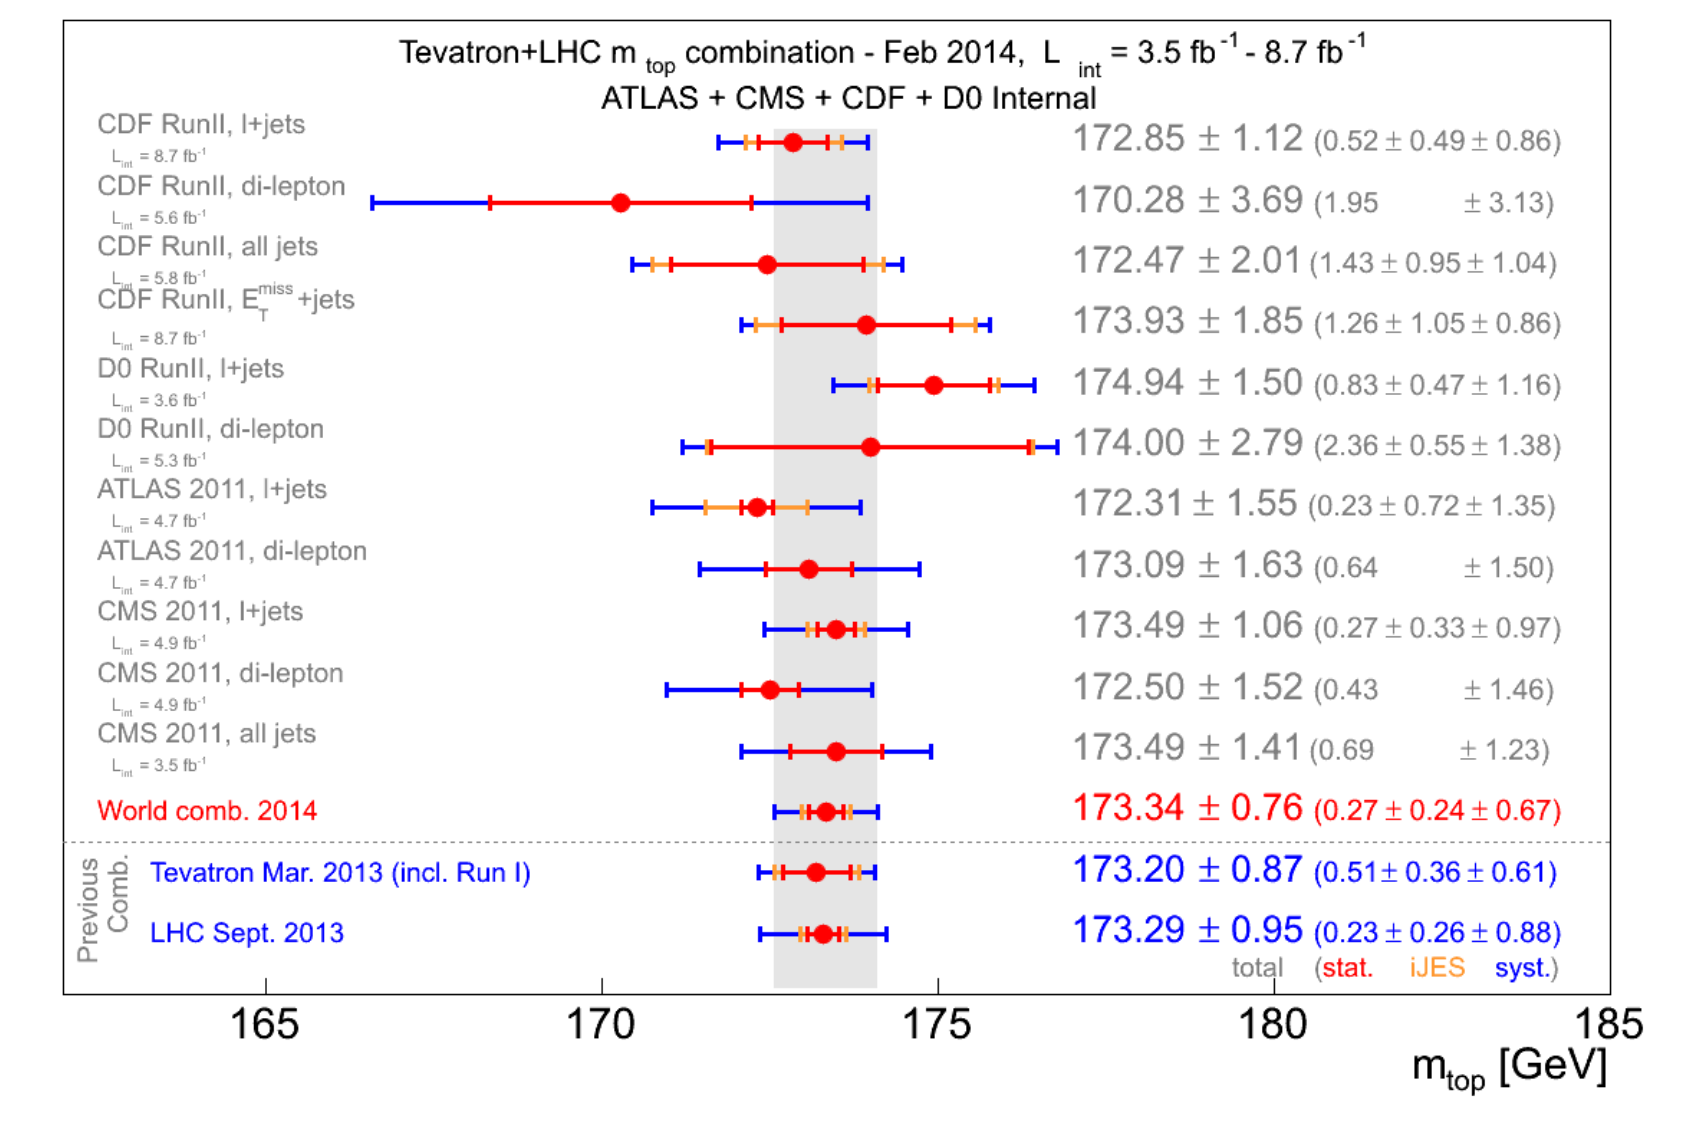 Tevatron+LHC m top combination - Feb 2014, L int = 3.5 fb-1 - 8.7 fb-1
ATLAS + CMS + CDF + D0 Internal
CDF RunII, l+jets 172.85 ± 1.12 (0.52 ± 0.49 ± 0.86)
Lint = 8.7 fb-1
CDF RunII, di-lepton 170.28 ± 3.69 (1.95 ± 3.13)
Lint = 5.6 fb-1
CDF RunII, all jets 172.47 ± 2.01 (1.43 ± 0.95 ± 1.04)
Lint = 5.8 fb-1
CDF RunII, ETmiss +jets 173.93 ± 1.85 (1.26 ± 1.05 ± 0.86)
Lint = 8.7 fb-1
D0 RunII, l+jets 174.94 ± 1.50 (0.83 ± 0.47 ± 1.16)
Lint = 3.6 fb-1
D0 RunII, di-lepton 174.00 ± 2.79 (2.36 ± 0.55 ± 1.38)
Lint = 5.3 fb-1
ATLAS 2011, l+jets 172.31 ± 1.55 (0.23 ± 0.72 ± 1.35)
Lint = 4.7 fb-1
ATLAS 2011, di-lepton 173.09 ± 1.63 (0.64 ± 1.50)
Lint = 4.7 fb-1
CMS 2011, l+jets 173.49 ± 1.06 (0.27 ± 0.33 ± 0.97)
Lint = 4.9 fb-1
CMS 2011, di-lepton 172.50 ± 1.52 (0.43 ± 1.46)
Lint = 4.9 fb-1
CMS 2011, all jets 173.49 ± 1.41 (0.69 ± 1.23)
Lint = 3.5 fb-1
World comb. 2014 173.34 ± 0.76 (0.27 ± 0.24 ± 0.67)
Previous
Comb.
Tevatron Mar. 2013 (incl. Run I) 173.20 ± 0.87 (0.51± 0.36 ± 0.61)
LHC Sept. 2013 173.29 ± 0.95 (0.23 ± 0.26 ± 0.88)
total (stat. iJES syst.)
165 170 175 180 185
mtop [GeV]